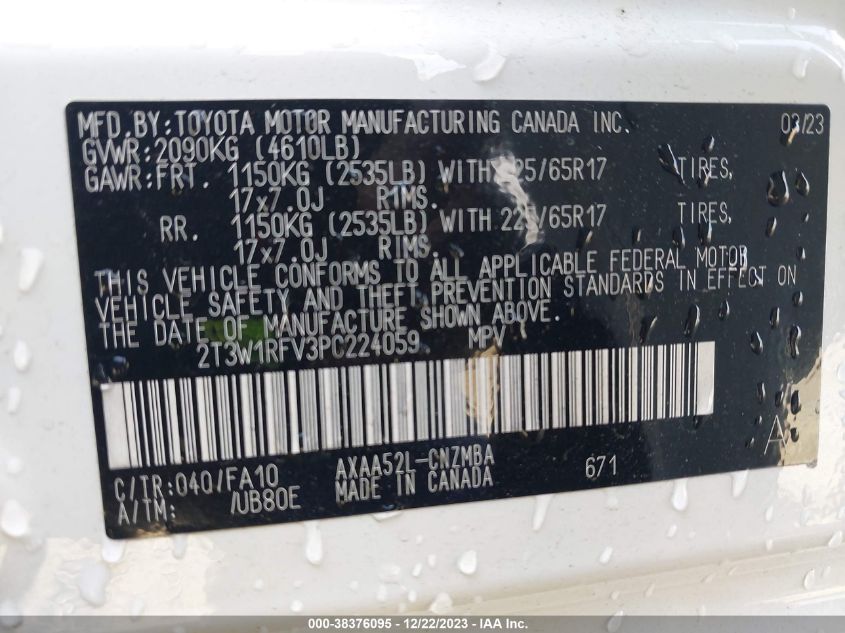 MFD.BY:TOYOTA MOTOR MANUFACTURING CANADA INC. 03/23
GVWR:2090KG (4610LB)
GAWR:FRT. 1150KG (2535LB) WITH 225/65R17 TIRES,
17x7.0J RIMS.
RR. 1150KG (2535LB) WITH 225/65R17 TIRES,
17x7.0J RIMS.
THIS VEHICLE CONFORMS TO ALL APPLICABLE FEDERAL MOTOR
VEHICLE SAFETY AND THEFT PREVENTION STANDARDS IN EFFECT ON
THE DATE OF MANUFACTURE SHOWN ABOVE.
2T3W1RFV3PC224059 MPV
A
C/TR:040/FA10 AXAA52L-CNZMBA 671
A/TM: /UB80E MADE IN CANADA
000-38376095 - 12/22/2023 - IAA Inc.